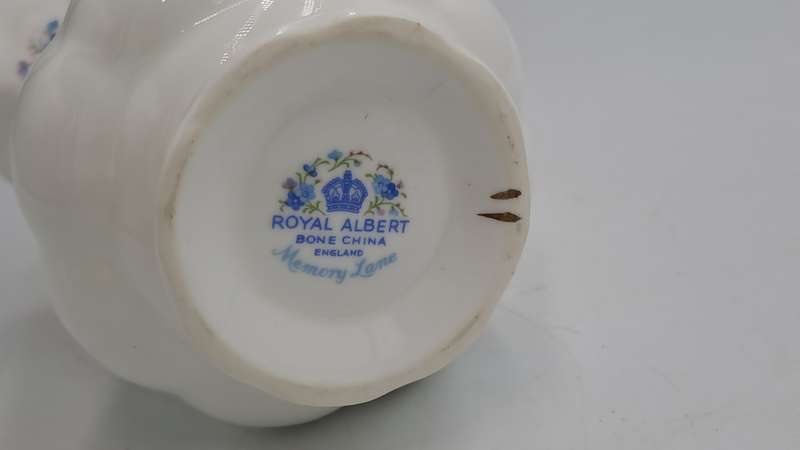 ROYAL ALBERT
BONE CHINA
ENGLAND
Memory Lane